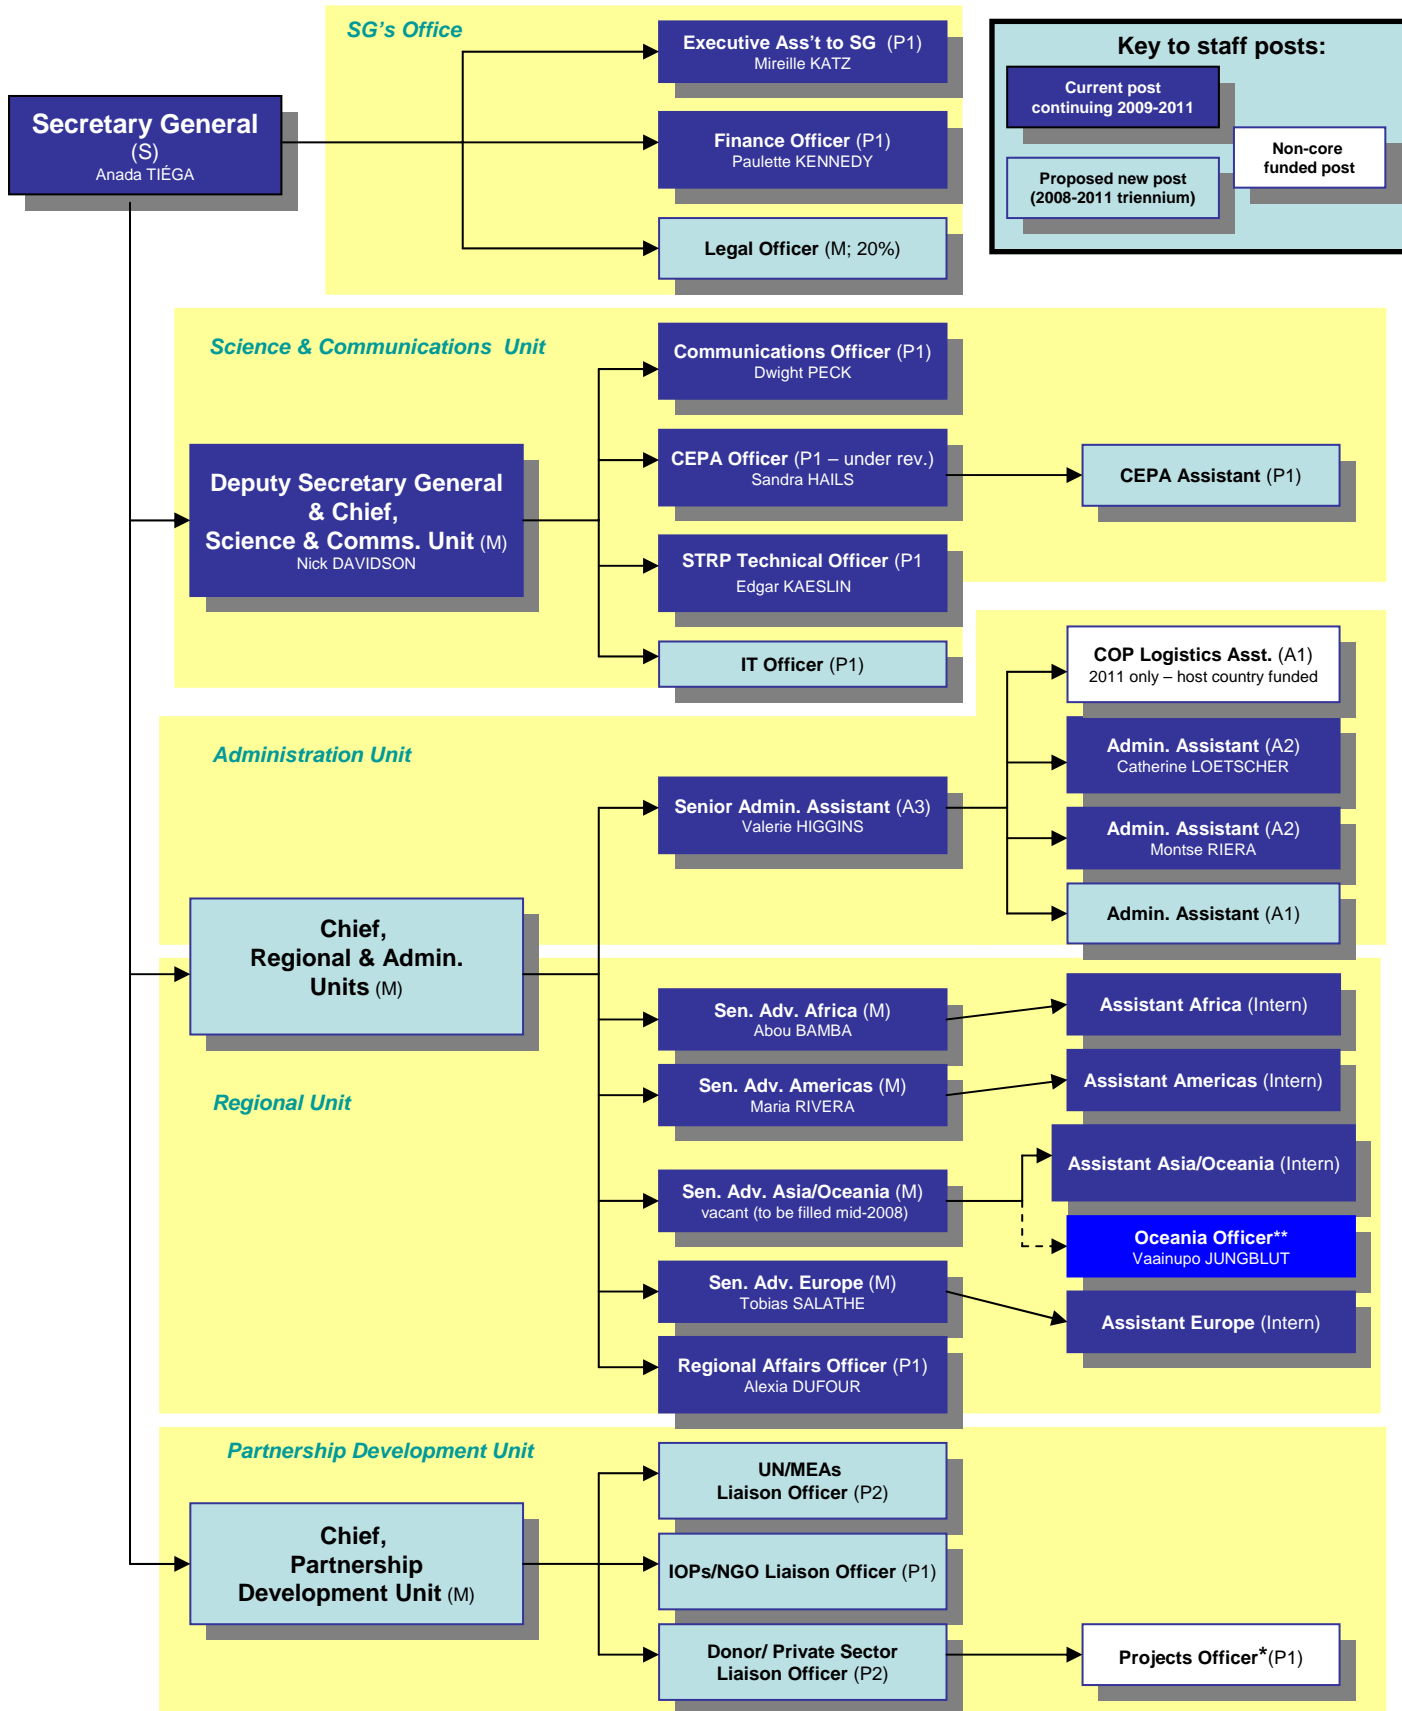 SG's Office
Executive Ass't to SG (P1)
Mireille KATZ
Finance Officer (P1)
Paulette KENNEDY
Legal Officer (M; 20%)
Secretary General
(S)
Anada TIÉGA
Key to staff posts:
Current post
continuing 2009-2011
Non-core
funded post
Proposed new post
(2008-2011 triennium)
Science & Communications Unit
Communications Officer (P1)
Dwight PECK
CEPA Officer (P1 – under rev.)
Sandra HAILS
CEPA Assistant (P1)
Deputy Secretary General
& Chief,
Science & Comms. Unit (M)
Nick DAVIDSON
STRP Technical Officer (P1
Edgar KAESLIN
IT Officer (P1)
Administration Unit
COP Logistics Asst. (A1)
2011 only – host country funded
Admin. Assistant (A2)
Catherine LOETSCHER
Senior Admin. Assistant (A3)
Valerie HIGGINS
Admin. Assistant (A2)
Montse RIERA
Admin. Assistant (A1)
Chief,
Regional & Admin.
Units (M)
Regional Unit
Sen. Adv. Africa (M)
Abou BAMBA
Assistant Africa (Intern)
Sen. Adv. Americas (M)
Maria RIVERA
Assistant Americas (Intern)
Sen. Adv. Asia/Oceania (M)
vacant (to be filled mid-2008)
Assistant Asia/Oceania (Intern)
Oceania Officer**
Vaainupo JUNGBLUT
Sen. Adv. Europe (M)
Tobias SALATHE
Assistant Europe (Intern)
Regional Affairs Officer (P1)
Alexia DUFOUR
Partnership Development Unit
UN/MEAs
Liaison Officer (P2)
Chief,
Partnership
Development Unit (M)
IOPs/NGO Liaison Officer (P1)
Donor/ Private Sector
Liaison Officer (P2)
Projects Officer*(P1)